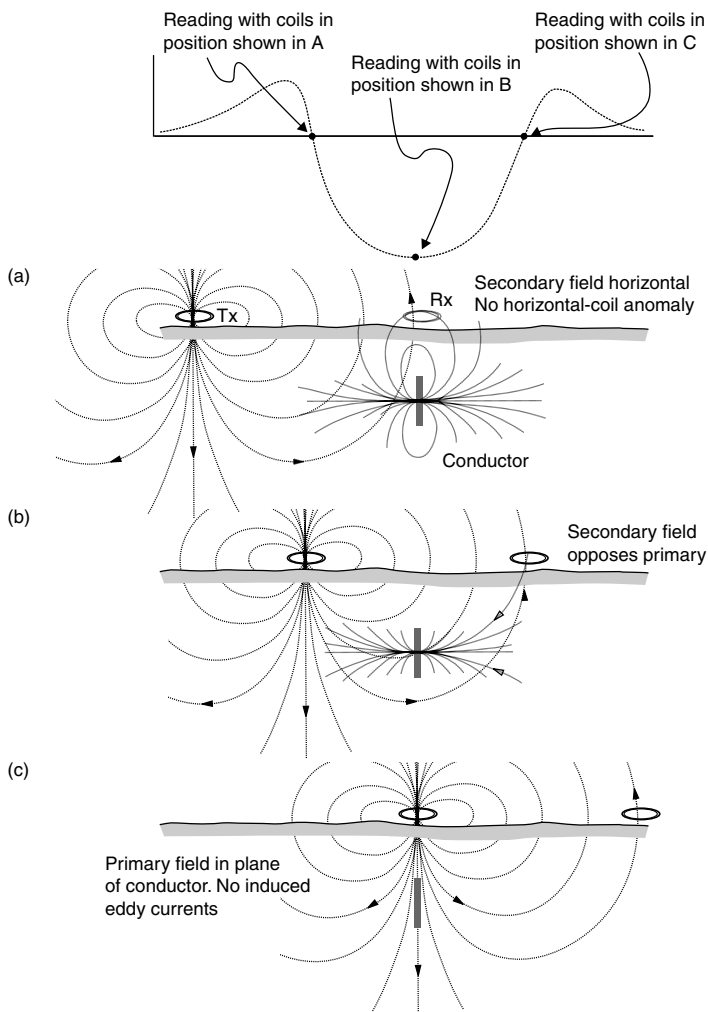 Reading with coils in
position shown in A
Reading with coils in
position shown in B
Reading with coils in
position shown in C
(a)
Tx
Rx
Secondary field horizontal
No horizontal-coil anomaly
Conductor
(b)
Secondary field
opposes primary
(c)
Primary field in plane
of conductor. No induced
eddy currents